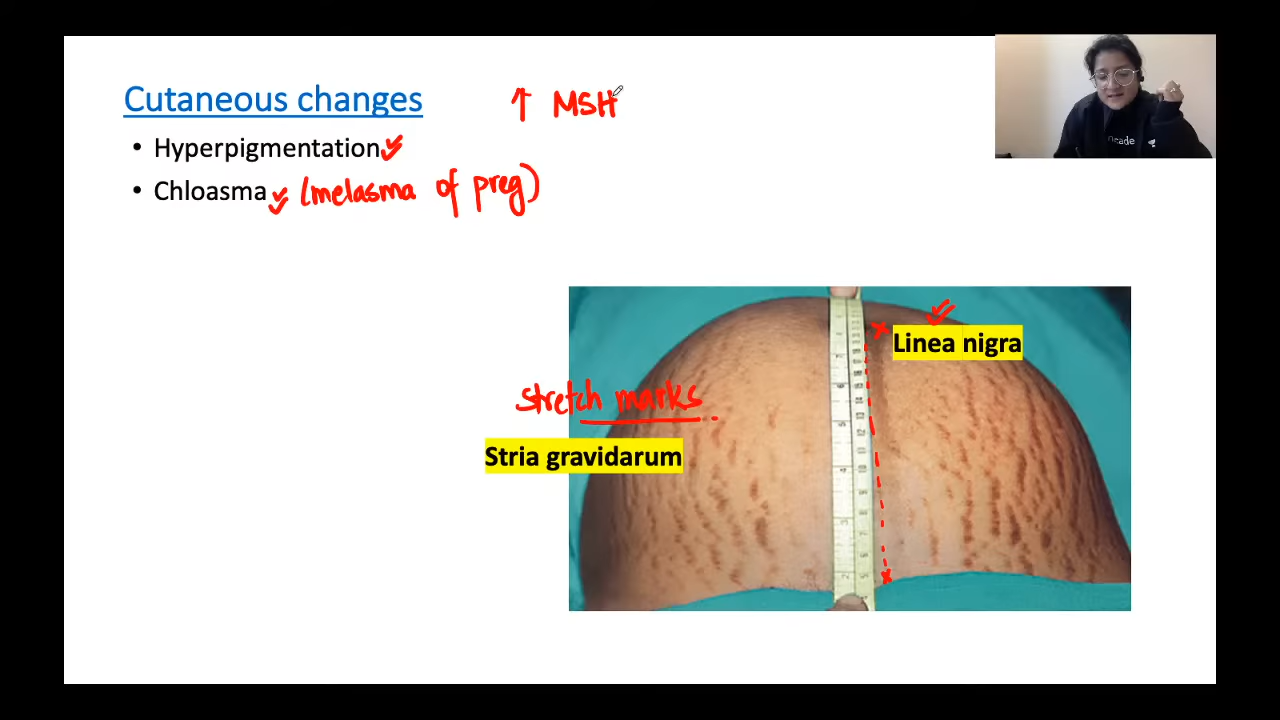 Cutaneous changes
↑ MSH
• Hyperpigmentation
• Chloasma (melasma of preg)
Linea nigra
Stretch marks
Stria gravidarum